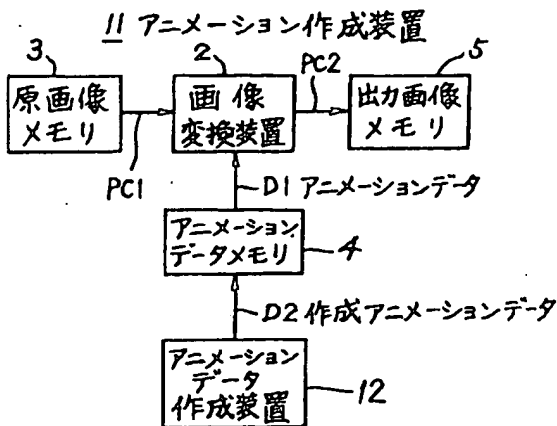 11 アニメーション作成装置
3
2
PC2
5
原画像
メモリ
画像
変換装置
出力画像
メモリ
PC1
D1 アニメーションデータ
アニメーション
データメモリ
4
D2 作成アニメーションデータ
アニメーション
データ
作成装置
12